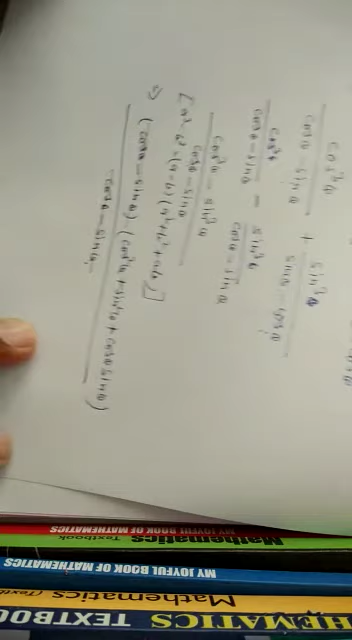 cos³θ / (cosθ - sinθ) + sin³θ / (sinθ - cosθ)
cos³θ / (cosθ - sinθ) - sin³θ / (cosθ - sinθ)
(cos³θ - sin³θ) / (cosθ - sinθ)
[a³-b³=(a-b)(a²+b²+ab)]
(cosθ - sinθ) (cos²θ + sin²θ + cosθ sinθ) / (cosθ - sinθ)
MY JOYFUL BOOK OF MATHEMATICS
Mathematics Textbook
MY JOYFUL BOOK OF MATHEMATICS
Mathematics
THEMATICS TEXTBOO